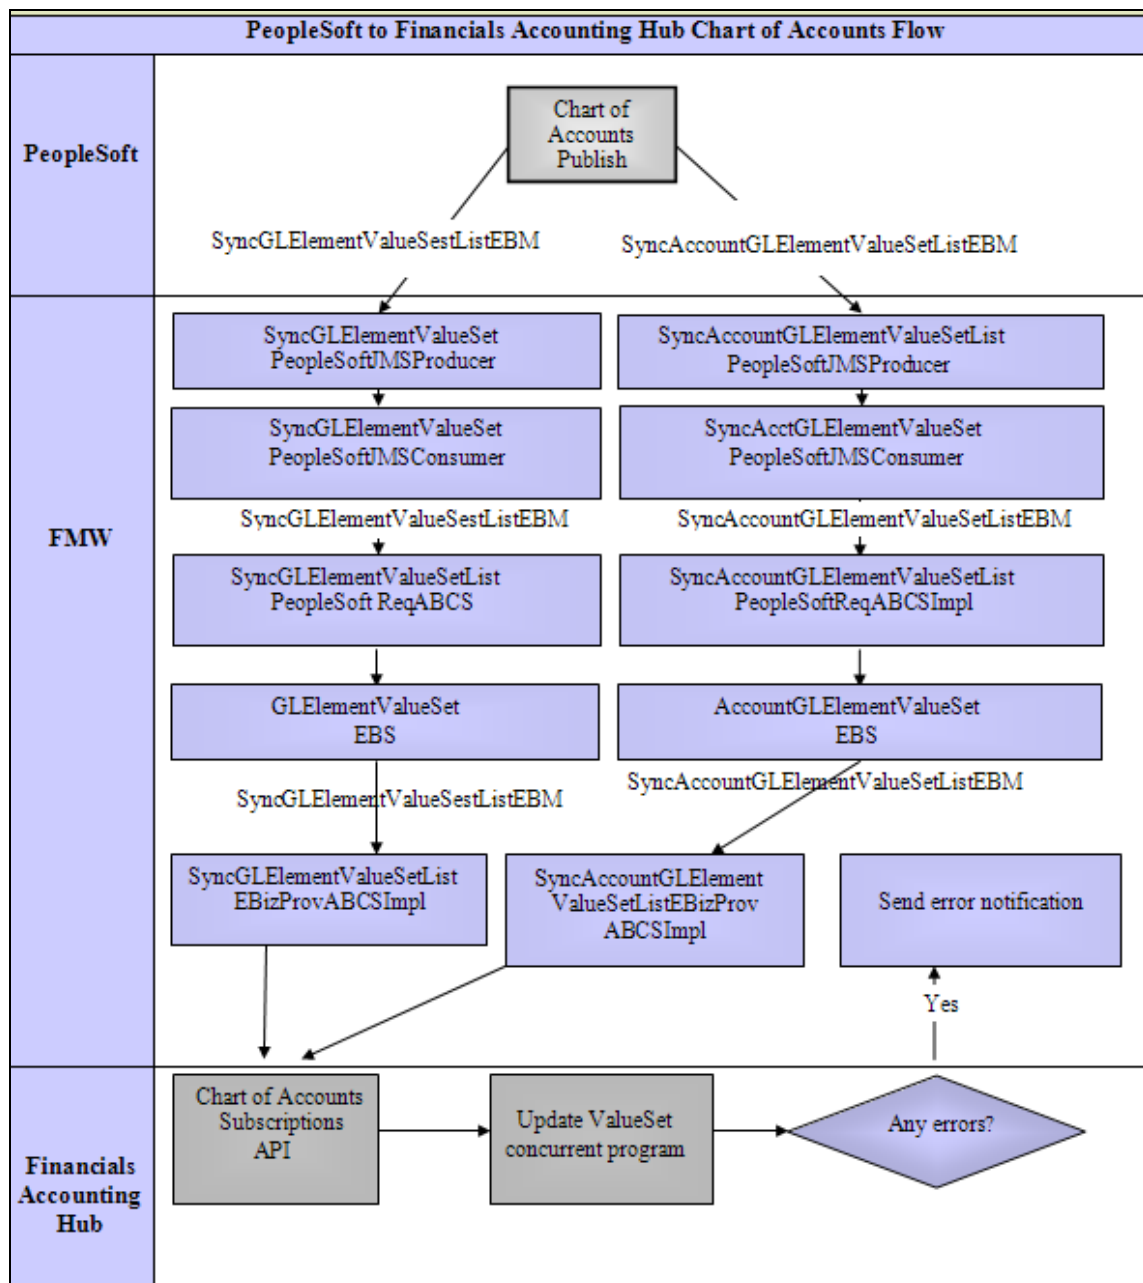 PeopleSoft to Financials Accounting Hub Chart of Accounts Flow
PeopleSoft
Chart of
Accounts
Publish
SyncGLElementValueSestListEBM
SyncAccountGLElementValueSetListEBM
FMW
SyncGLElementValueSet
PeopleSoftJMSProducer
SyncAccountGLElementValueSetList
PeopleSoftJMSProducer
SyncGLElementValueSet
PeopleSoftJMSConsumer
SyncAcctGLElementValueSet
PeopleSoftJMSConsumer
SyncGLElementValueSestListEBM
SyncAccountGLElementValueSetListEBM
SyncGLElementValueSetList
PeopleSoft ReqABCS
SyncAccountGLElementValueSetList
PeopleSoftReqABCSImpl
GLElementValueSet
EBS
AccountGLElementValueSet
EBS
SyncGLElementValueSestListEBM
SyncAccountGLElementValueSetListEBM
SyncGLElementValueSetList
EBizProvABCSImpl
SyncAccountGLElement
ValueSetListEBizProv
ABCSImpl
Send error notification
Yes
Financials
Accounting
Hub
Chart of Accounts
Subscriptions
API
Update ValueSet
concurrent program
Any errors?